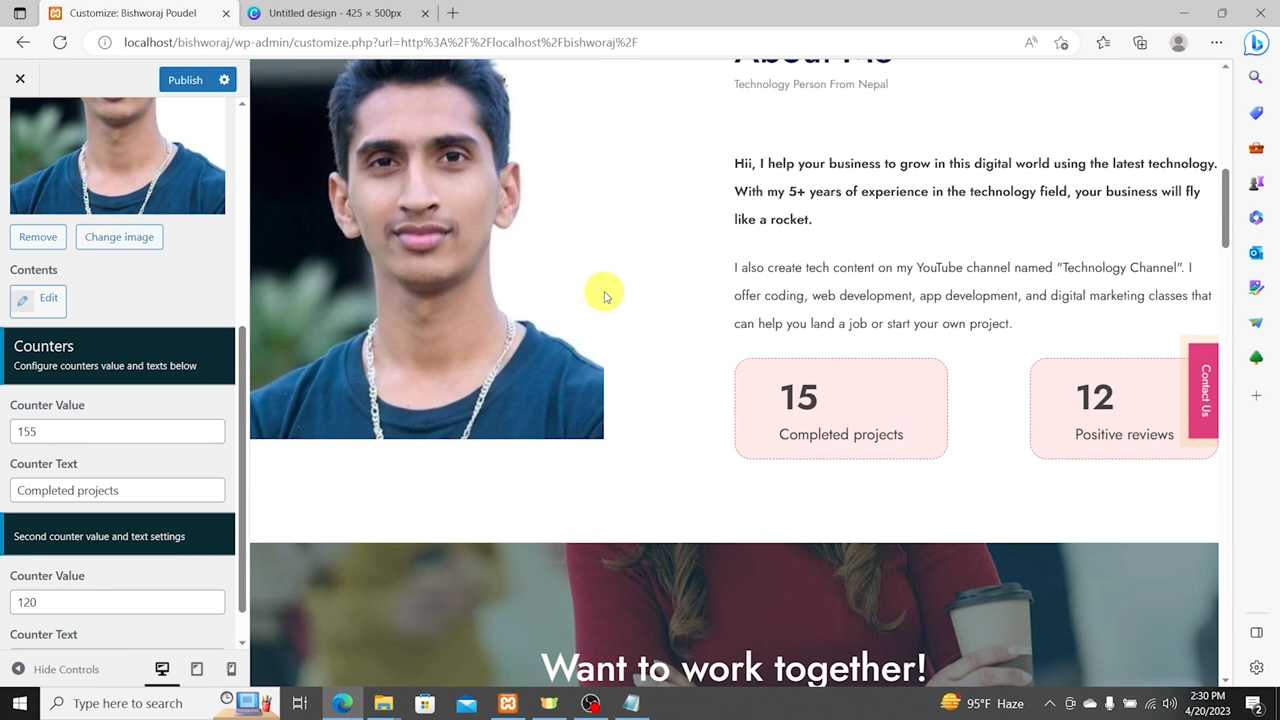 Customize: Bishworaj Poudel
Untitled design - 425 × 500px
localhost/bishworaj/wp-admin/customize.php?url=http%3A%2F%2Flocalhost%2Fbishworaj%2F
Publish
Remove
Change image
Contents
Edit
Counters
Configure counters value and texts below
Counter Value
155
Counter Text
Completed projects
Second counter value and text settings
Counter Value
120
Counter Text
Hide Controls
About Me
Technology Person From Nepal
Hii, I help your business to grow in this digital world using the latest technology.
With my 5+ years of experience in the technology field, your business will fly
like a rocket.
I also create tech content on my YouTube channel named "Technology Channel". I
offer coding, web development, app development, and digital marketing classes that
can help you land a job or start your own project.
15
Completed projects
12
Positive reviews
Contact Us
Want to work together!
Type here to search
95°F Haze
2:30 PM
4/20/2023
2